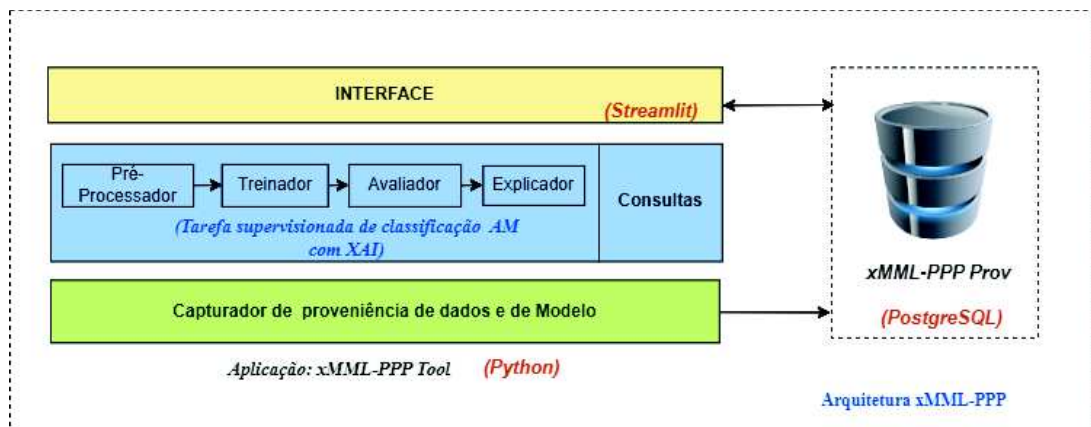 INTERFACE
(Streamlit)
Pré-
Processador
Treinador
Avaliador
Explicador
(Tarefa supervisionada de classificação AM
com XAI)
Consultas
Capturador de proveniência de dados e de Modelo
Aplicação: xMML-PPP Tool
(Python)
xMML-PPP Prov
(PostgreSQL)
Arquitetura xMML-PPP